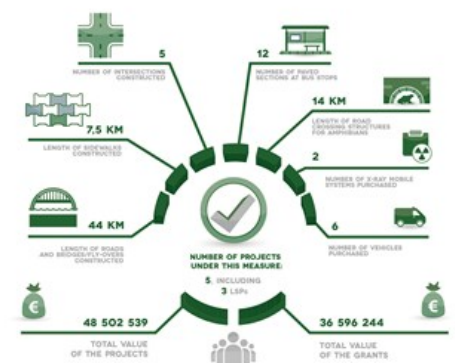 5
NUMBER OF INTERSECTIONS
CONSTRUCTED
12
NUMBER OF PAVED
SECTIONS AT BUS STOPS
7,5 KM
LENGTH OF SIDEWALKS
CONSTRUCTED
14 KM
LENGTH OF ROAD
CROSSING STRUCTURES
FOR AMPHIBIANS
2
NUMBER OF X-RAY MOBILE
SYSTEMS PURCHASED
44 KM
LENGTH OF ROADS
AND BRIDGES/FLY-OVERS
CONSTRUCTED
6
NUMBER OF VEHICLES
PURCHASED
NUMBER OF PROJECTS
UNDER THIS MEASURE:
5, INCLUDING
3 LSPs
€
48 502 539
TOTAL VALUE
OF THE PROJECTS
€
36 596 244
TOTAL VALUE
OF THE GRANTS